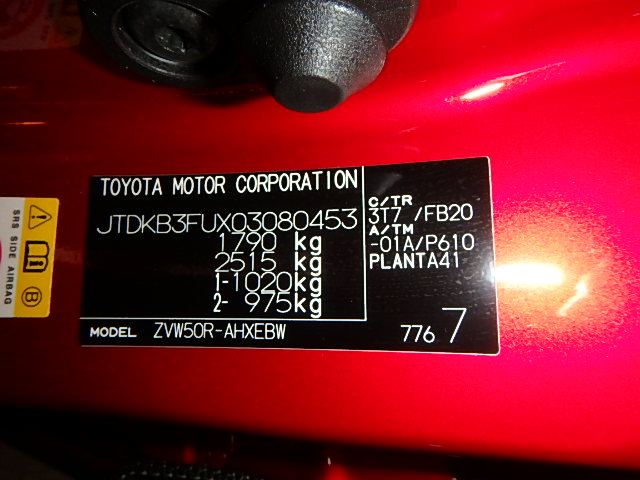 TOYOTA MOTOR CORPORATION
JTDKB3FUX03080453
1790 kg
2515 kg
1-1020kg
2- 975kg
C/TR
3T7 /FB20
A/TM
-01A/P610
PLANTA41
MODEL ZVW50R-AHXEBW
776 7
SRS SIDE AIRBAG
B